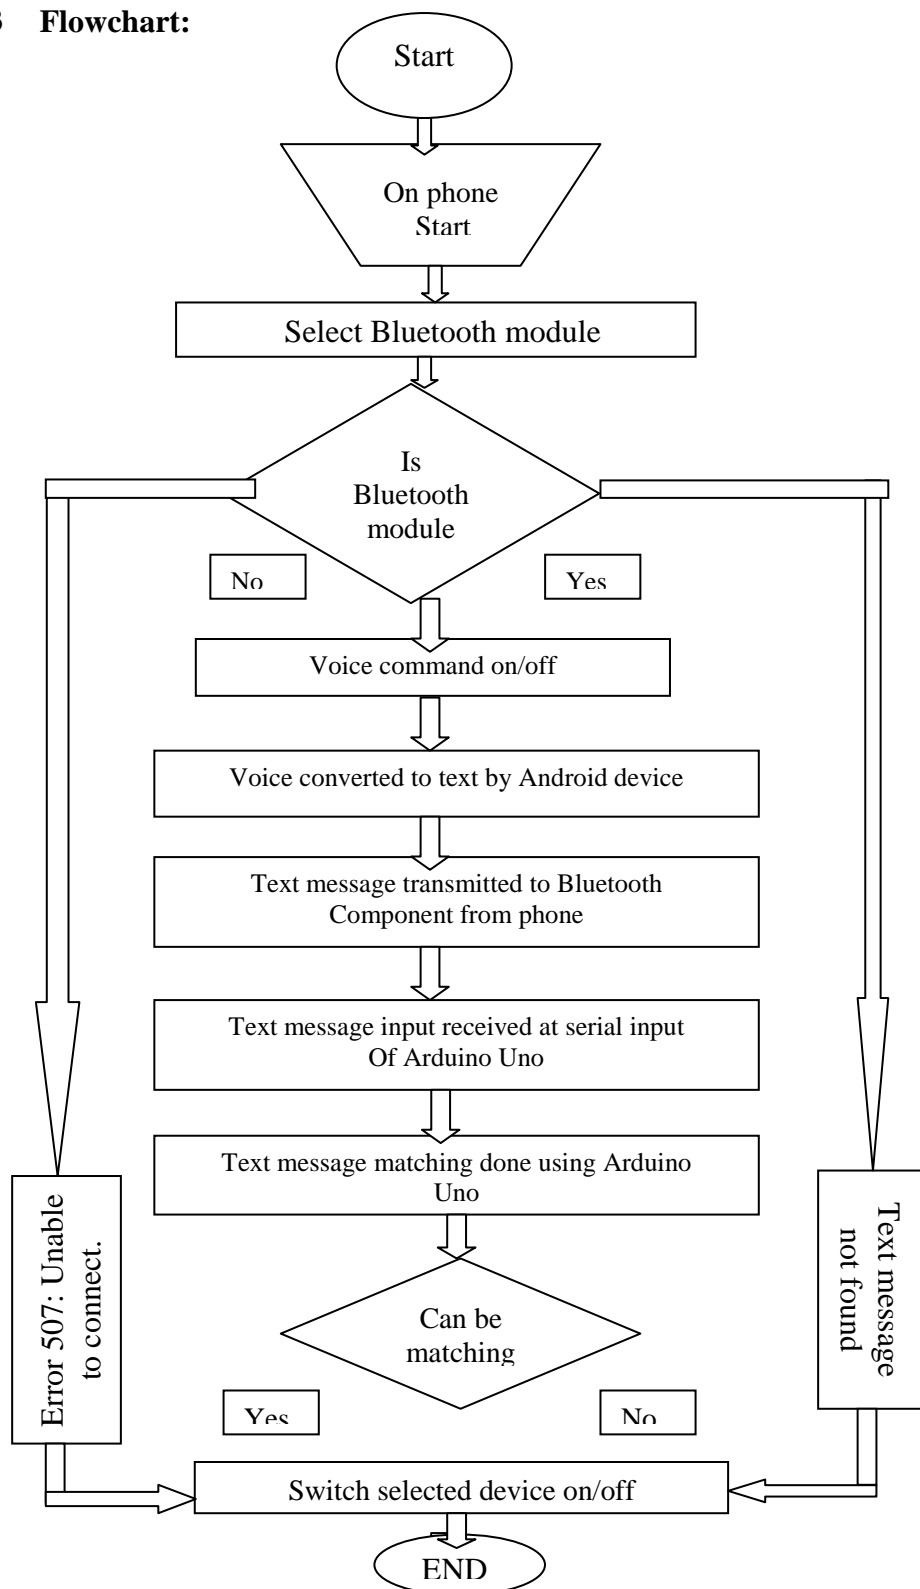 3 Flowchart:
Start
On phone
Start
Select Bluetooth module
Is
Bluetooth
module
No
Yes
Voice command on/off
Voice converted to text by Android device
Text message transmitted to Bluetooth
Component from phone
Text message input received at serial input
Of Arduino Uno
Text message matching done using Arduino
Uno
Error 507: Unable
to connect.
Text message
not found
Can be
matching
Yes
No
Switch selected device on/off
END